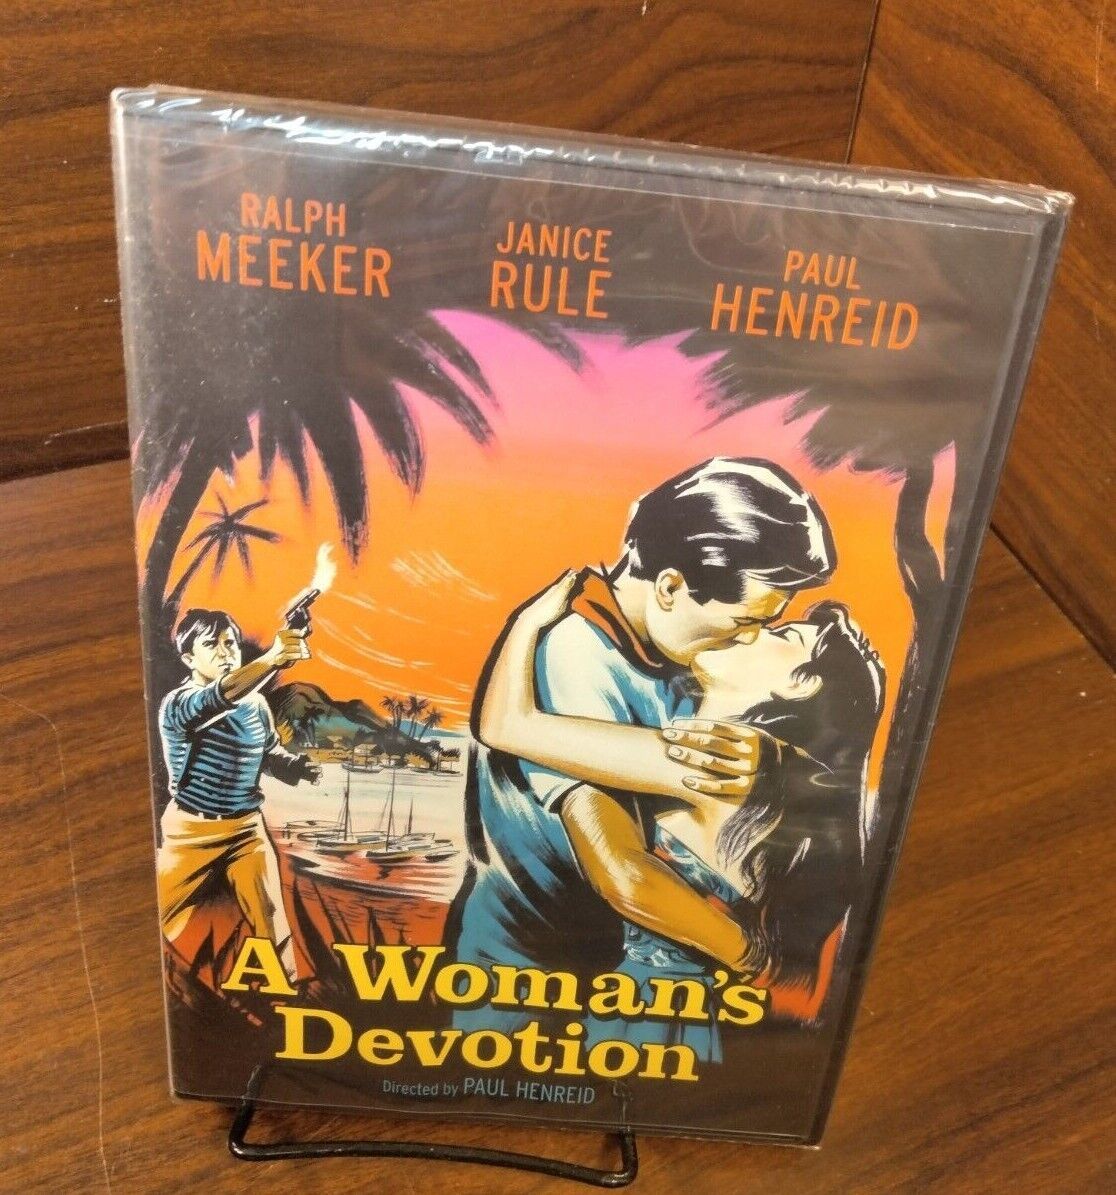 RALPH
MEEKER
JANICE
RULE
PAUL
HENREID
A Woman's
Devotion
Directed by PAUL HENREID